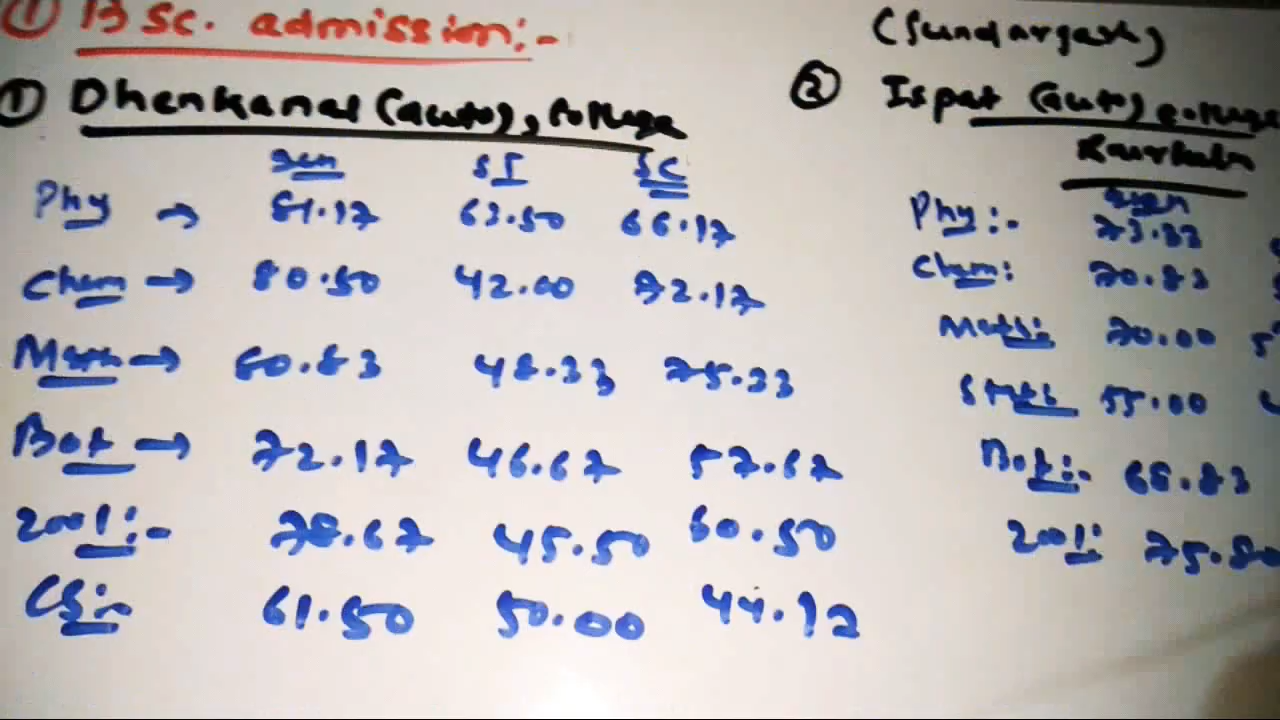 ① BSc. admission:-
① Dhenkanal (auto), College
Gen ST SC
Phy → 81.17 63.50 66.17
Chem → 80.50 42.00 72.17
Math → 80.83 48.33 75.33
Bot → 72.17 46.67 57.67
Zool:- 78.67 45.50 60.50
CS:- 61.50 50.00 44.12
(Sundargarh)
② Ispat (auto) College
Gen
Phy:- 73.33
Chem: 70.83
Math: 70.00
Stats 55.00
Bot:- 68.83
Zool: 75.80